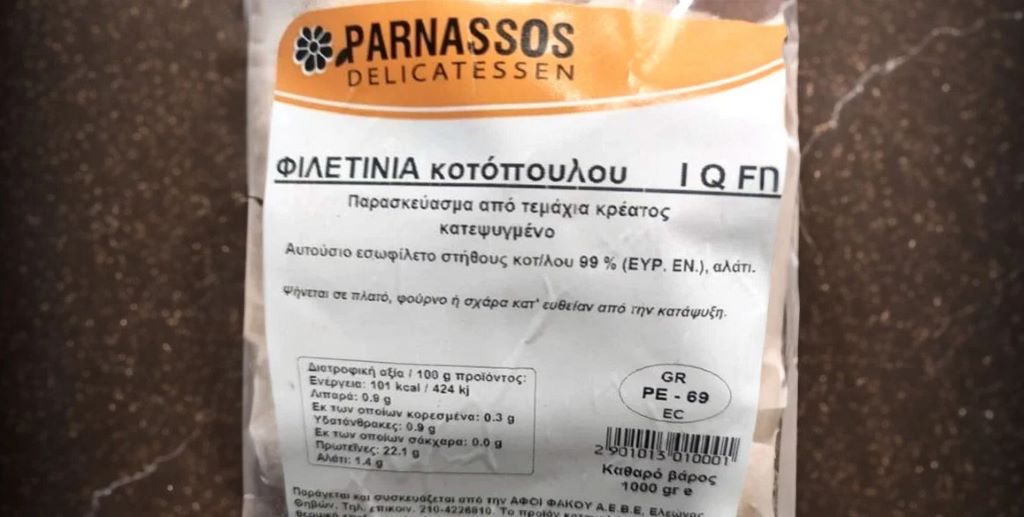 PARNASSOS
DELICATESSEN
ΦΙΛΕΤΙΝΙΑ κοτόπουλου I Q F
Παρασκεύασμα από τεμάχια κρέατος
κατεψυγμένο
Αυτούσιο εσωφίλετο στήθους κοτ/λου 99 % (ΕΥΡ. ΕΝ.), αλάτι.
Ψήνεται σε πλατό, φούρνο ή σχάρα κατ' ευθείαν από την κατάψυξη.
Διατροφική αξία / 100 g προϊόντος:
Ενέργεια: 101 kcal / 424 kj
Λιπαρά: 0.9 g
Εκ των οποίων κορεσμένα: 0.3 g
Υδατάνθρακες: 0.9 g
Εκ των οποίων σάκχαρα: 0.0 g
Πρωτεΐνες: 22.1 g
Αλάτι: 1.4 g
GR
PE - 69
EC
2 901015 010001
Καθαρό βάρος
1000 gr e
Παράγεται και συσκευάζεται από την ΑΦΟΙ ΦΑΚΟΥ Α.Ε.Β.Ε. Ελεώνας
Θηβών. Τηλ. επικοιν. 210-4226810. Το προϊόν